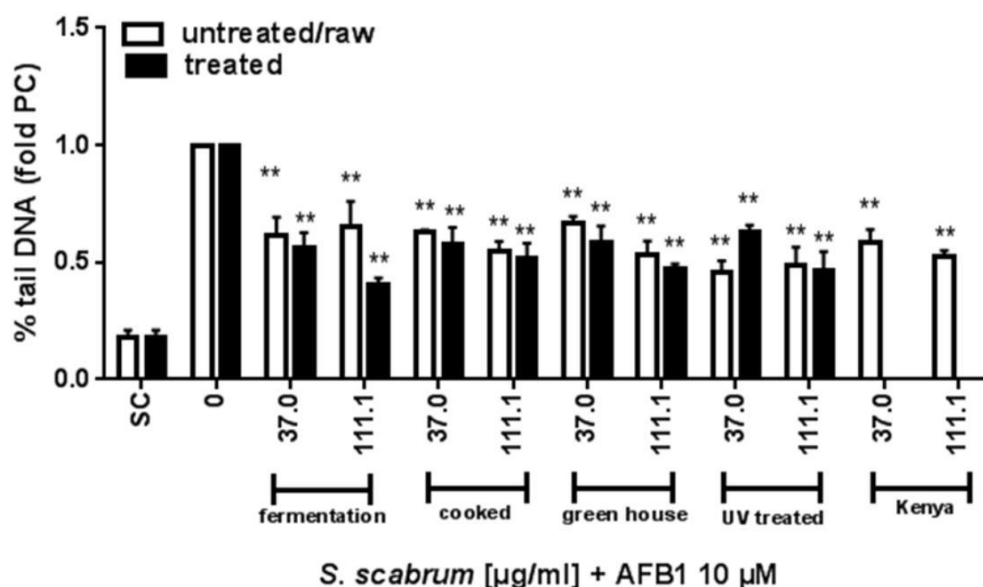 1.5
untreated/raw
treated
% tail DNA (fold PC)
1.0
0.5
0.0
** ** ** ** ** ** ** ** ** ** ** ** ** ** ** ** ** **
SC 0 37.0 111.1 37.0 111.1 37.0 111.1 37.0 111.1 37.0 111.1
fermentation cooked green house UV treated Kenya
S. scabrum [µg/ml] + AFB1 10 µM